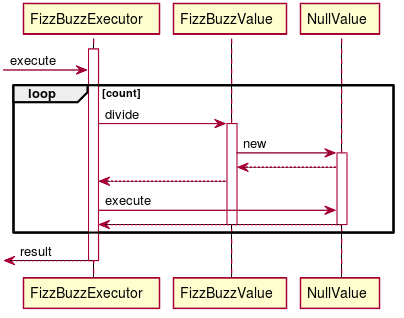 FizzBuzzExecutor FizzBuzzValue NullValue
execute
loop [count]
divide
new
execute
result
FizzBuzzExecutor FizzBuzzValue NullValue